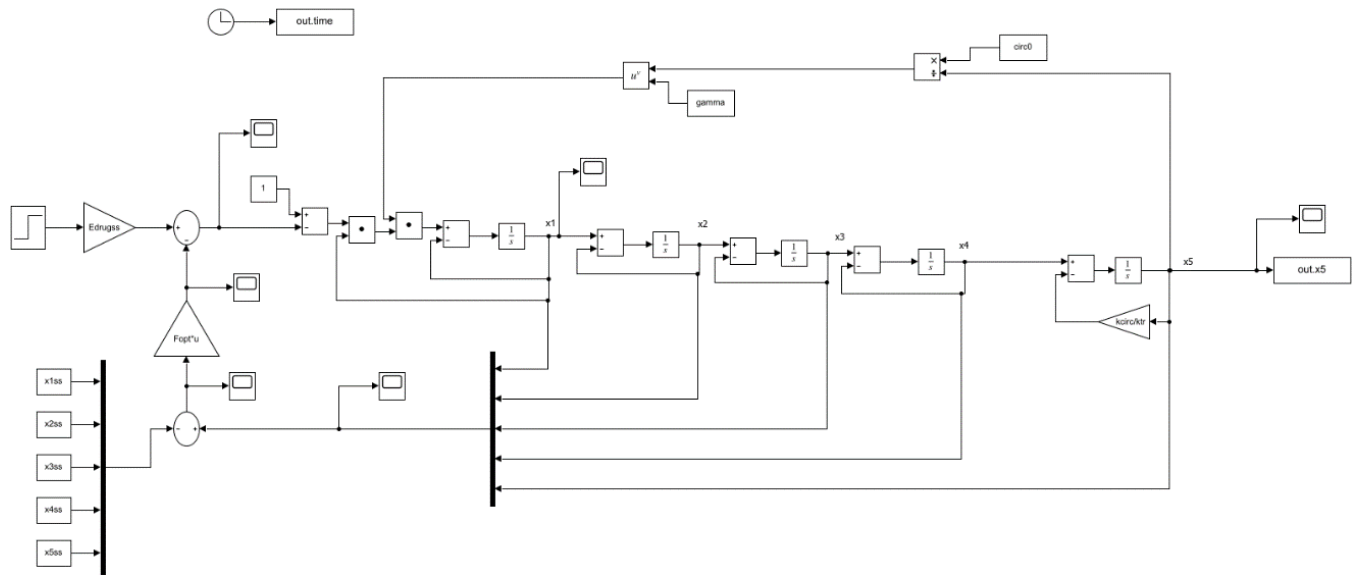 out.time
circ0
× ÷
u^v
gamma
1
Edrugss
+
−
+
−
+
−
1/s
x1
+
−
1/s
x2
+
−
1/s
x3
+
−
1/s
x4
+
−
1/s
x5
out.x5
kcirc/ktr
Fopt*u
x1ss
x2ss
x3ss
x4ss
x5ss
−
+